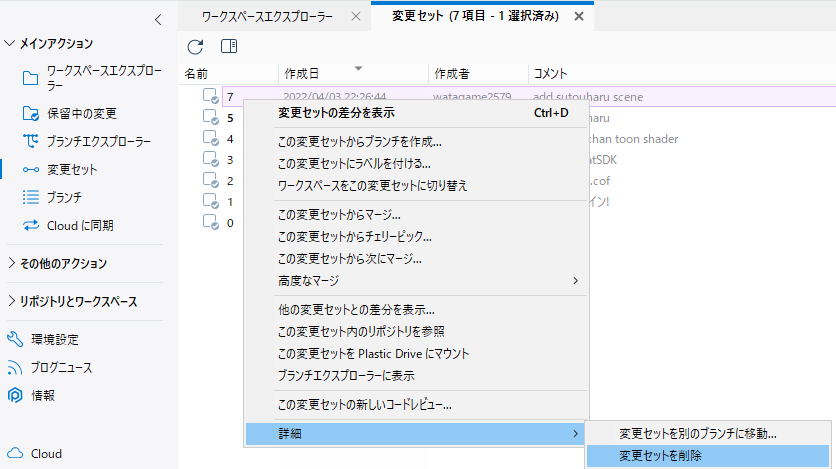 ワークスペースエクスプローラー
変更セット (7 項目 - 1 選択済み)
メインアクション
ワークスペースエクスプロー
ラー
保留中の変更
ブランチエクスプローラー
変更セット
ブランチ
Cloud に同期
その他のアクション
リポジトリとワークスペース
環境設定
ブログニュース
情報
Cloud
名前 作成日 作成者 コメント
7 2022/04/03 22:26:44 watagame2579 add sutouharu scene
5 haru
4 chan toon shader
3 atSDK
2 .cof
1 イン!
0
変更セットの差分を表示 Ctrl+D
この変更セットからブランチを作成...
この変更セットにラベルを付ける...
ワークスペースをこの変更セットに切り替え
この変更セットからマージ...
この変更セットからチェリーピック...
この変更セットから次にマージ...
高度なマージ
他の変更セットとの差分を表示...
この変更セット内のリポジトリを参照
この変更セットを Plastic Drive にマウント
ブランチエクスプローラーに表示
この変更セットの新しいコードレビュー...
詳細
変更セットを別のブランチに移動...
変更セットを削除